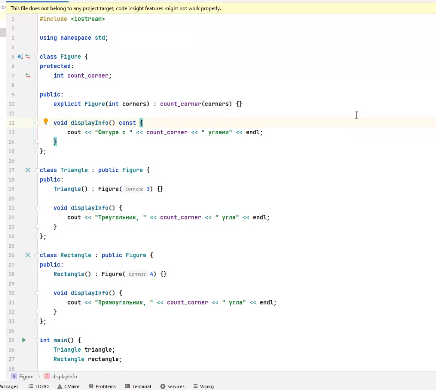 This file does not belong to any project target, code insight features might not work properly.
1 #include <iostream>
2
3 using namespace std;
4
5 class Figure {
6 protected:
7 int count_corner;
8
9 public:
10 explicit Figure(int corners) : count_corner(corners) {}
11
12 void displayInfo() const {
13 cout << "Фигура с " << count_corner << " углами" << endl;
14 }
15 };
16
17 class Triangle : public Figure {
18 public:
19 Triangle() : Figure( corners: 3) {}
20
21 void displayInfo() {
22 cout << "Треугольник, " << count_corner << " угла" << endl;
23 }
24 };
25
26 class Rectangle : public Figure {
27 public:
28 Rectangle() : Figure( corners: 4) {}
29
30 void displayInfo() {
31 cout << "Прямоугольник, " << count_corner << " угла" << endl;
32 }
33 };
34
35 int main() {
36 Triangle triangle;
37 Rectangle rectangle;
38
Figure displayInfo
TODO CMake Problems Terminal Services